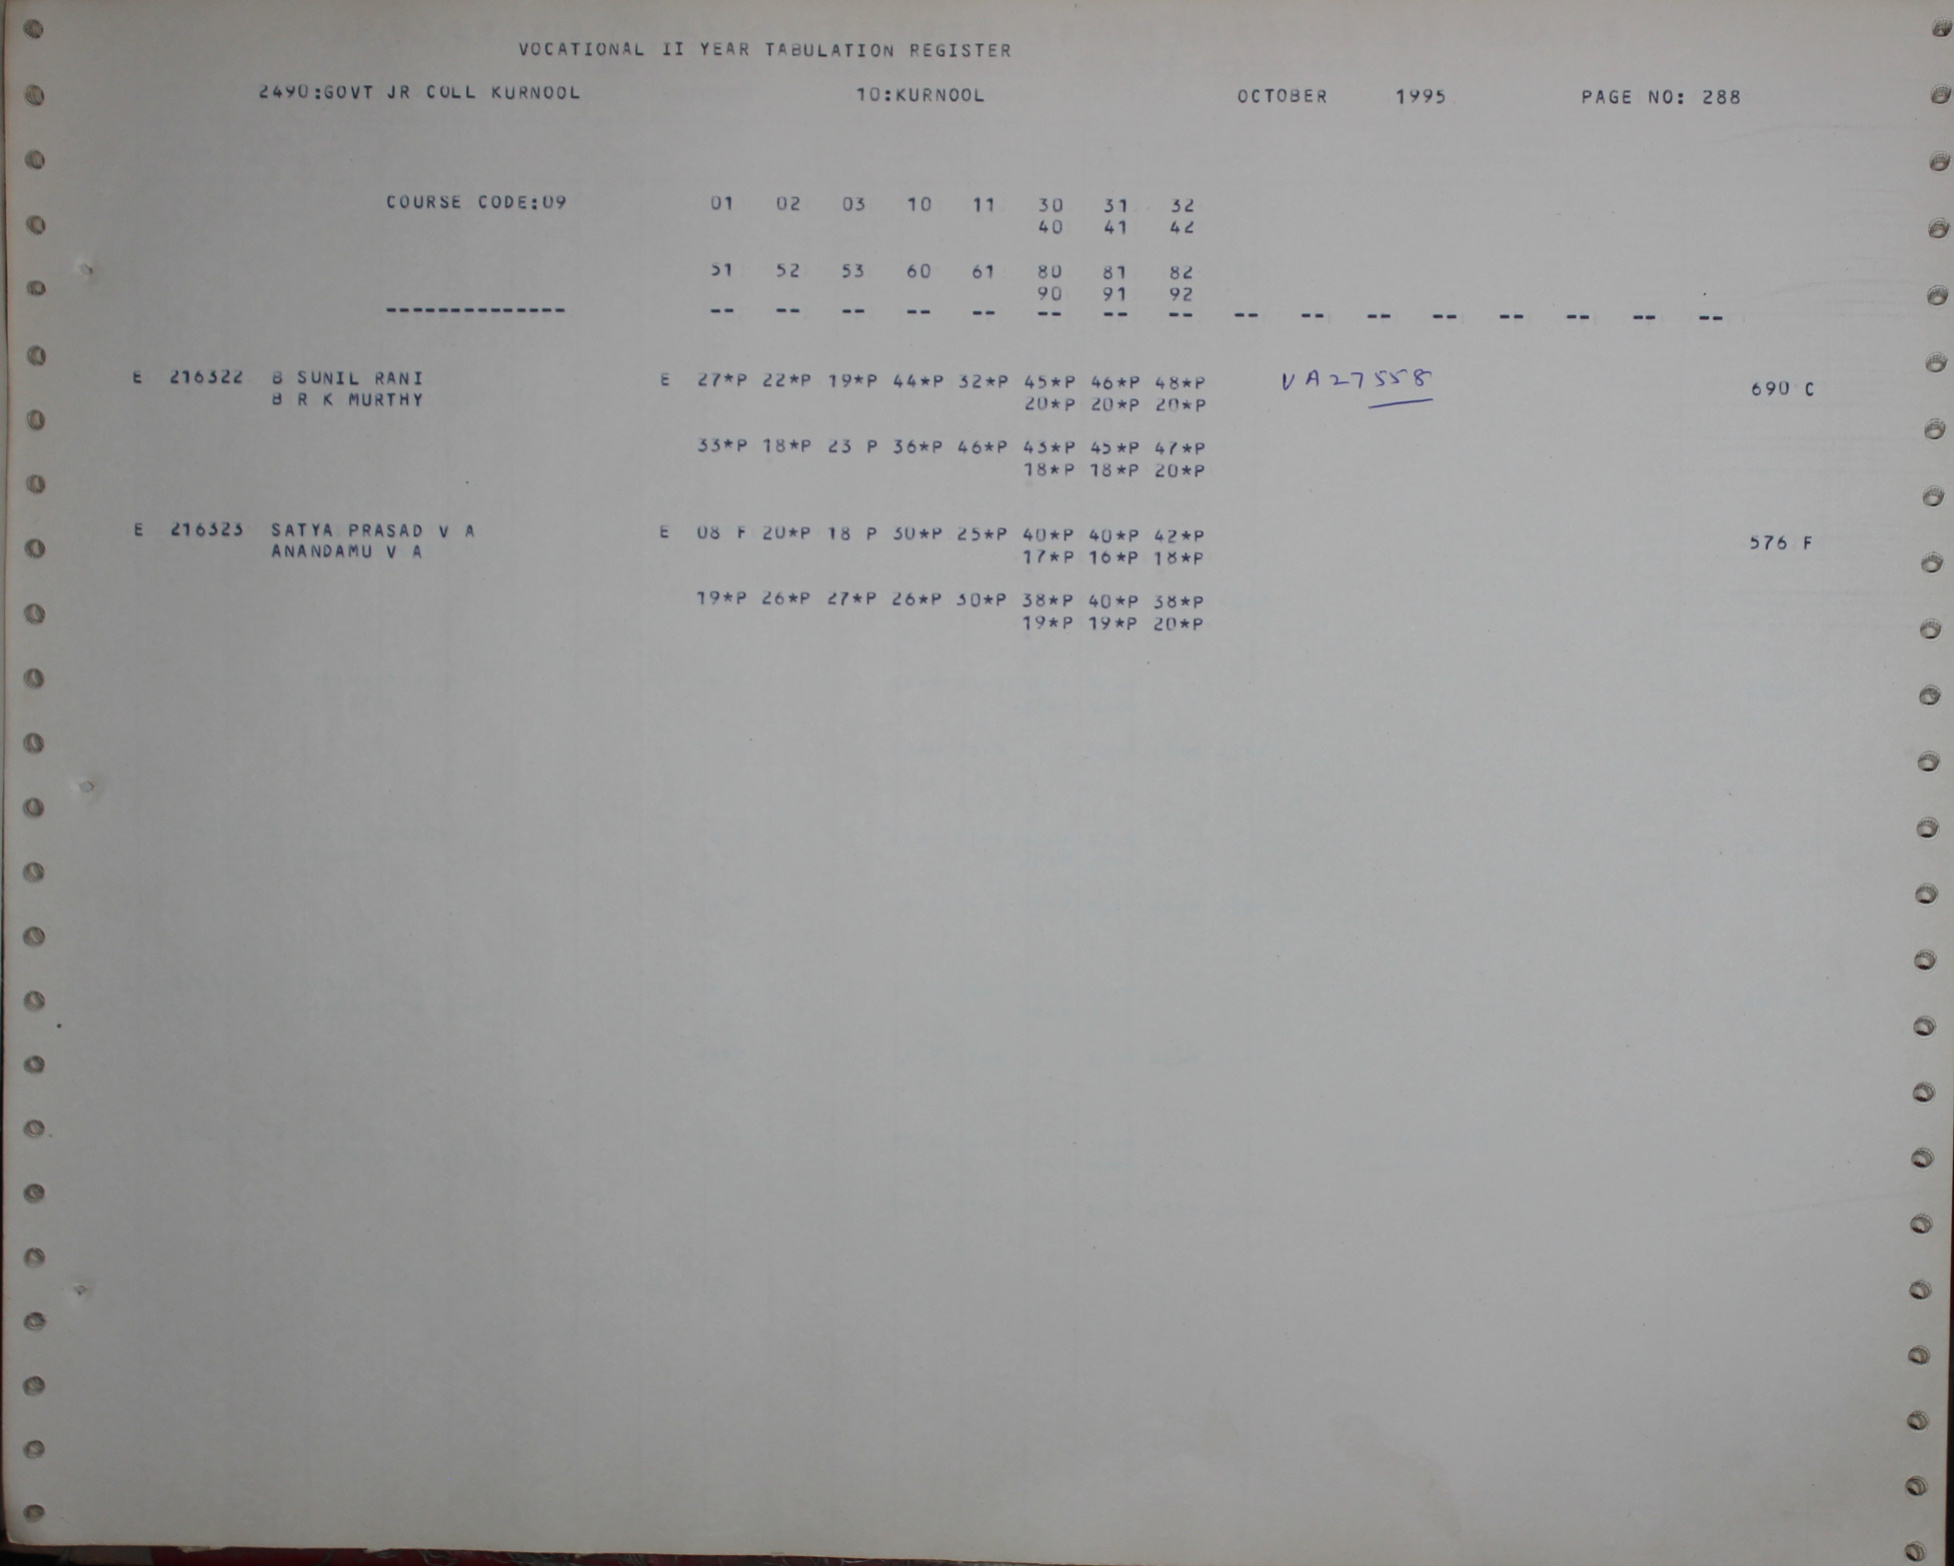 VOCATIONAL II YEAR TABULATION REGISTER
2490:GOVT JR COLL KURNOOL 10:KURNOOL OCTOBER 1995 PAGE NO: 288
COURSE CODE:09 01 02 03 10 11 30 31 32
40 41 42
51 52 53 60 61 80 81 82
90 91 92
-------------- -- -- -- -- -- -- -- -- -- -- -- -- -- -- -- --
E 216322 B SUNIL RANI E 27*P 22*P 19*P 44*P 32*P 45*P 46*P 48*P VA27558 690 C
B R K MURTHY 20*P 20*P 20*P
33*P 18*P 23 P 36*P 46*P 43*P 45*P 47*P
18*P 18*P 20*P
E 216323 SATYA PRASAD V A E 08 F 20*P 18 P 30*P 25*P 40*P 40*P 42*P 576 F
ANANDAMU V A 17*P 16*P 18*P
19*P 26*P 27*P 26*P 30*P 38*P 40*P 38*P
19*P 19*P 20*P